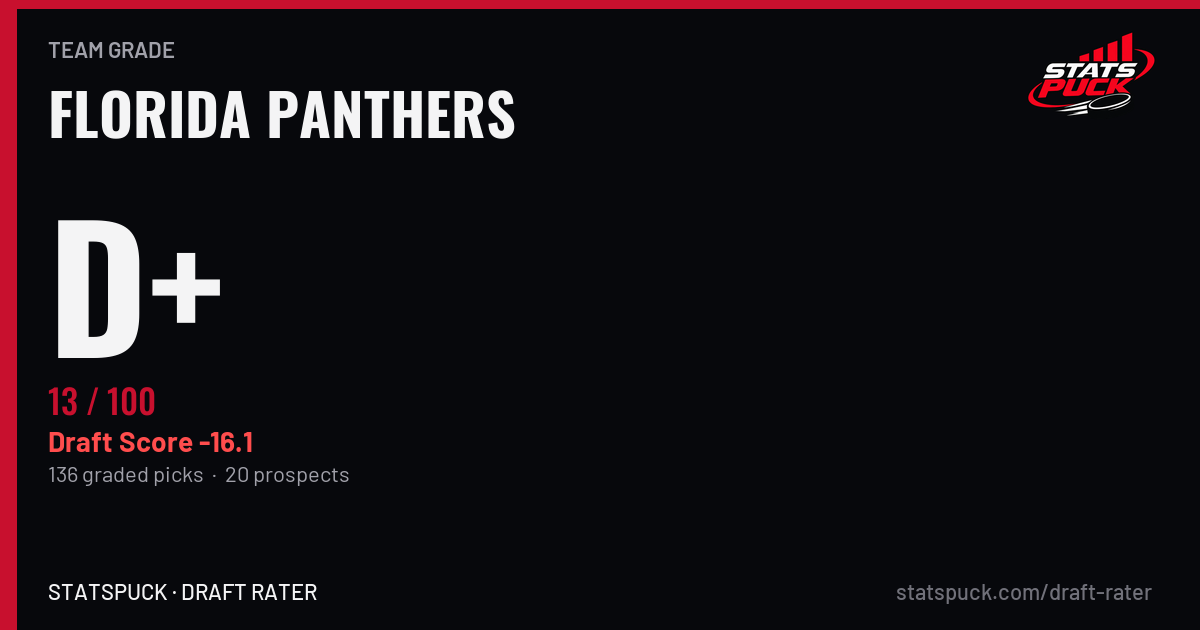 TEAM GRADE
FLORIDA PANTHERS
STATS
PUCK
D+
13 / 100
Draft Score -16.1
136 graded picks · 20 prospects
STATSPUCK · DRAFT RATER
statspuck.com/draft-rater